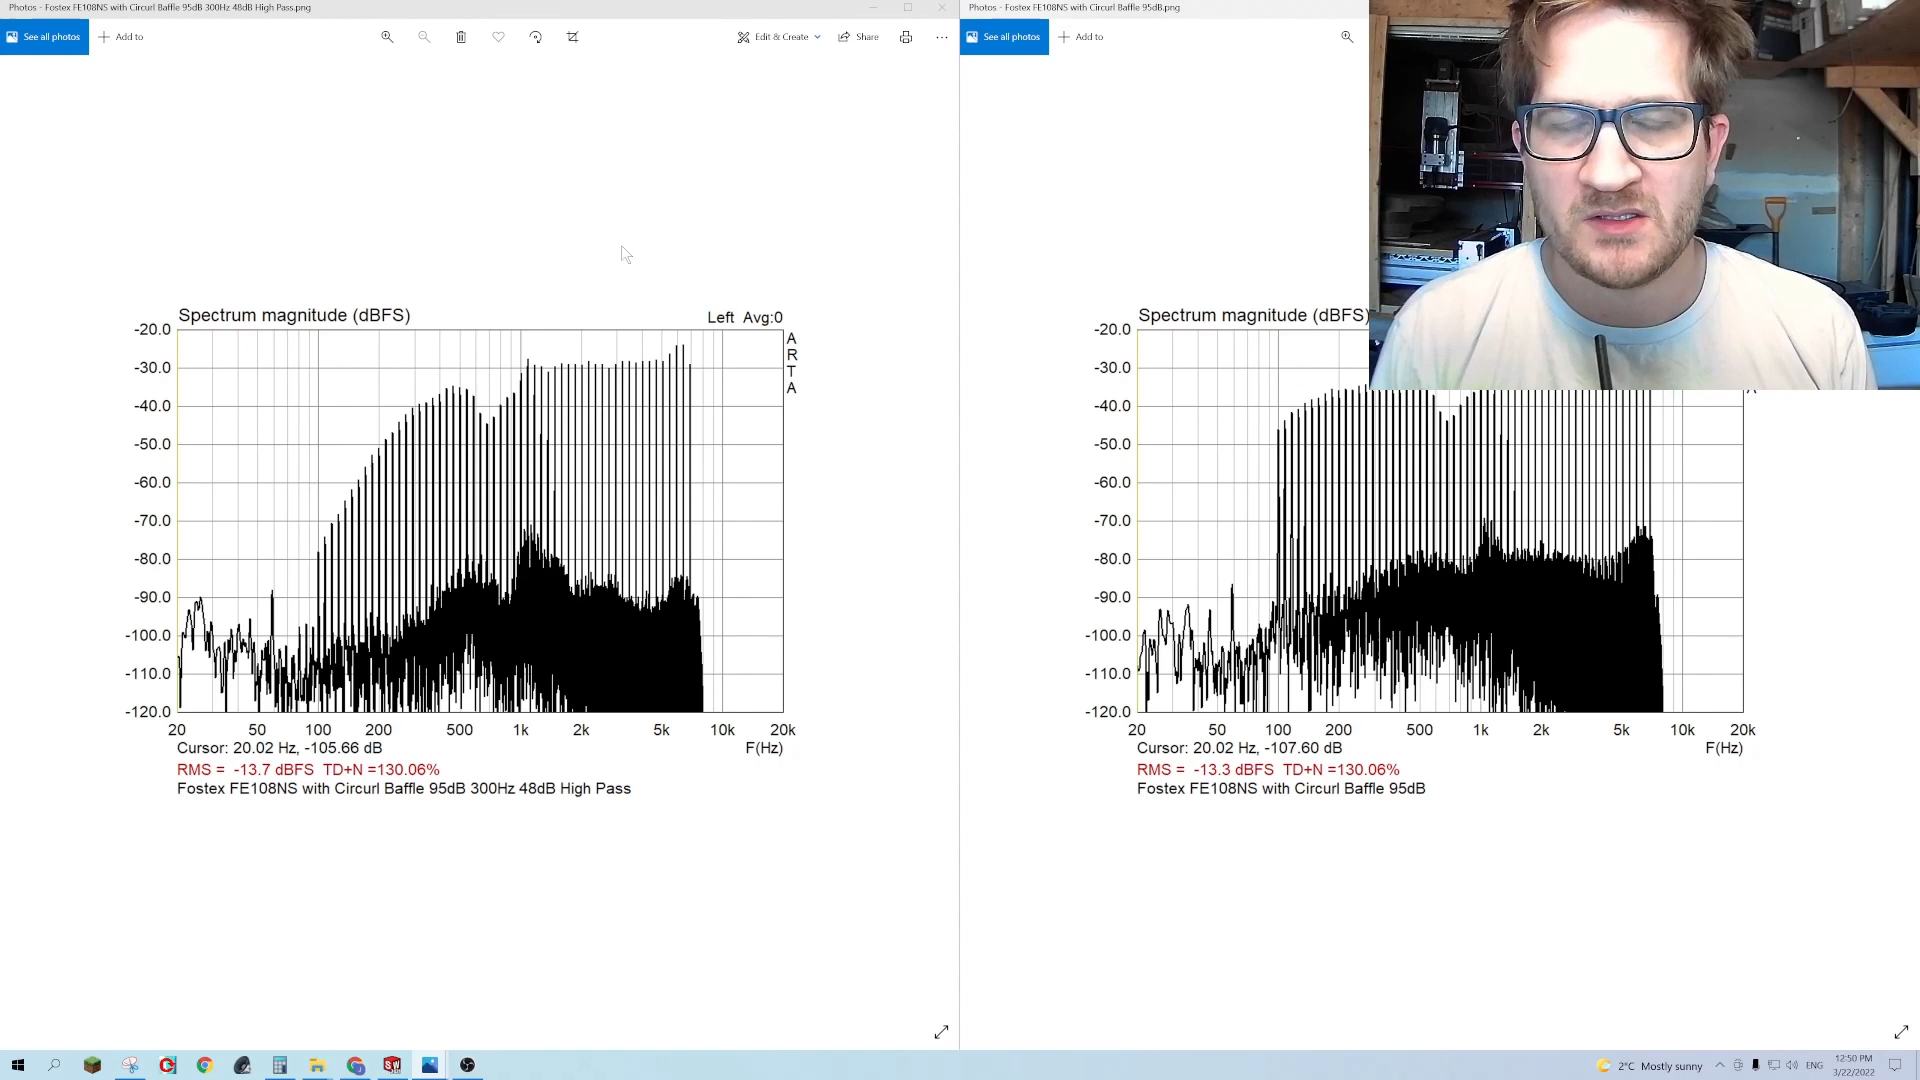 Photos - Fostex FE108NS with Circurl Baffle 95dB 300Hz 48dB High Pass.png
See all photos
Add to
Edit & Create
Share
Spectrum magnitude (dBFS)
Left Avg:0
A
R
T
A
-20.0
-30.0
-40.0
-50.0
-60.0
-70.0
-80.0
-90.0
-100.0
-110.0
-120.0
20 50 100 200 500 1k 2k 5k 10k 20k
Cursor: 20.02 Hz, -105.66 dB
F(Hz)
RMS = -13.7 dBFS TD+N =130.06%
Fostex FE108NS with Circurl Baffle 95dB 300Hz 48dB High Pass
Photos - Fostex FE108NS with Circurl Baffle 95dB.png
See all photos
Add to
Spectrum magnitude (dBFS)
-20.0
-30.0
-40.0
-50.0
-60.0
-70.0
-80.0
-90.0
-100.0
-110.0
-120.0
20 50 100 200 500 1k 2k 5k 10k 20k
Cursor: 20.02 Hz, -107.60 dB
F(Hz)
RMS = -13.3 dBFS TD+N =130.06%
Fostex FE108NS with Circurl Baffle 95dB
2°C Mostly sunny
ENG
12:50 PM
3/22/2022